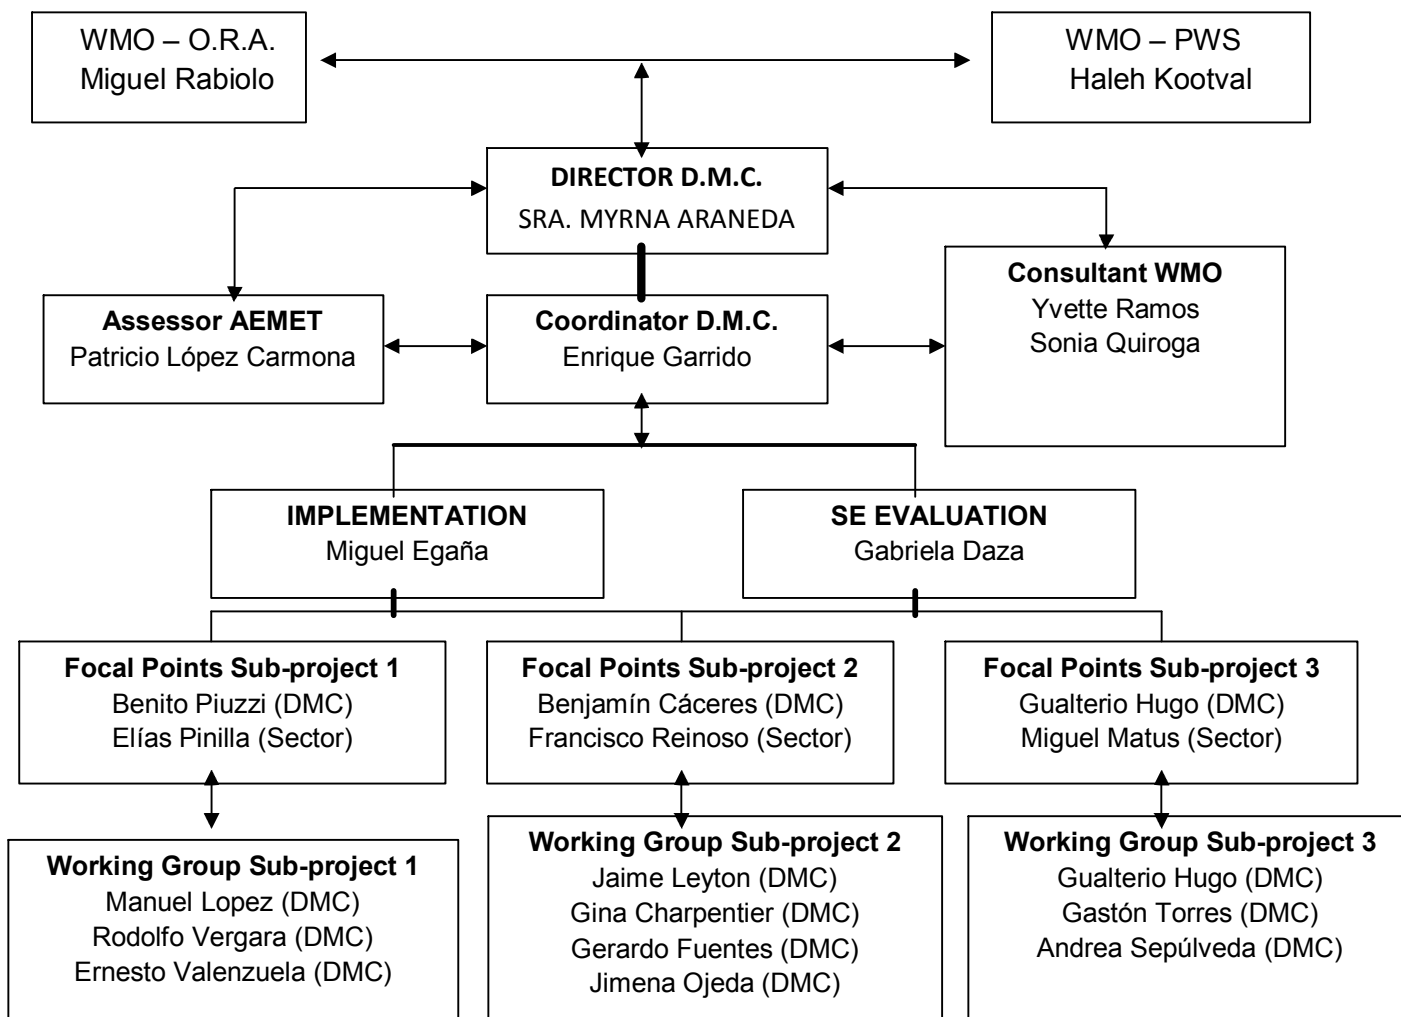 WMO – O.R.A.
Miguel Rabiolo
WMO – PWS
Haleh Kootval
DIRECTOR D.M.C.
SRA. MYRNA ARANEDA
Assessor AEMET
Patricio López Carmona
Coordinator D.M.C.
Enrique Garrido
Consultant WMO
Yvette Ramos
Sonia Quiroga
IMPLEMENTATION
Miguel Egaña
SE EVALUATION
Gabriela Daza
Focal Points Sub-project 1
Benito Piuzzi (DMC)
Elías Pinilla (Sector)
Focal Points Sub-project 2
Benjamín Cáceres (DMC)
Francisco Reinoso (Sector)
Focal Points Sub-project 3
Gualterio Hugo (DMC)
Miguel Matus (Sector)
Working Group Sub-project 1
Manuel Lopez (DMC)
Rodolfo Vergara (DMC)
Ernesto Valenzuela (DMC)
Working Group Sub-project 2
Jaime Leyton (DMC)
Gina Charpentier (DMC)
Gerardo Fuentes (DMC)
Jimena Ojeda (DMC)
Working Group Sub-project 3
Gualterio Hugo (DMC)
Gastón Torres (DMC)
Andrea Sepúlveda (DMC)